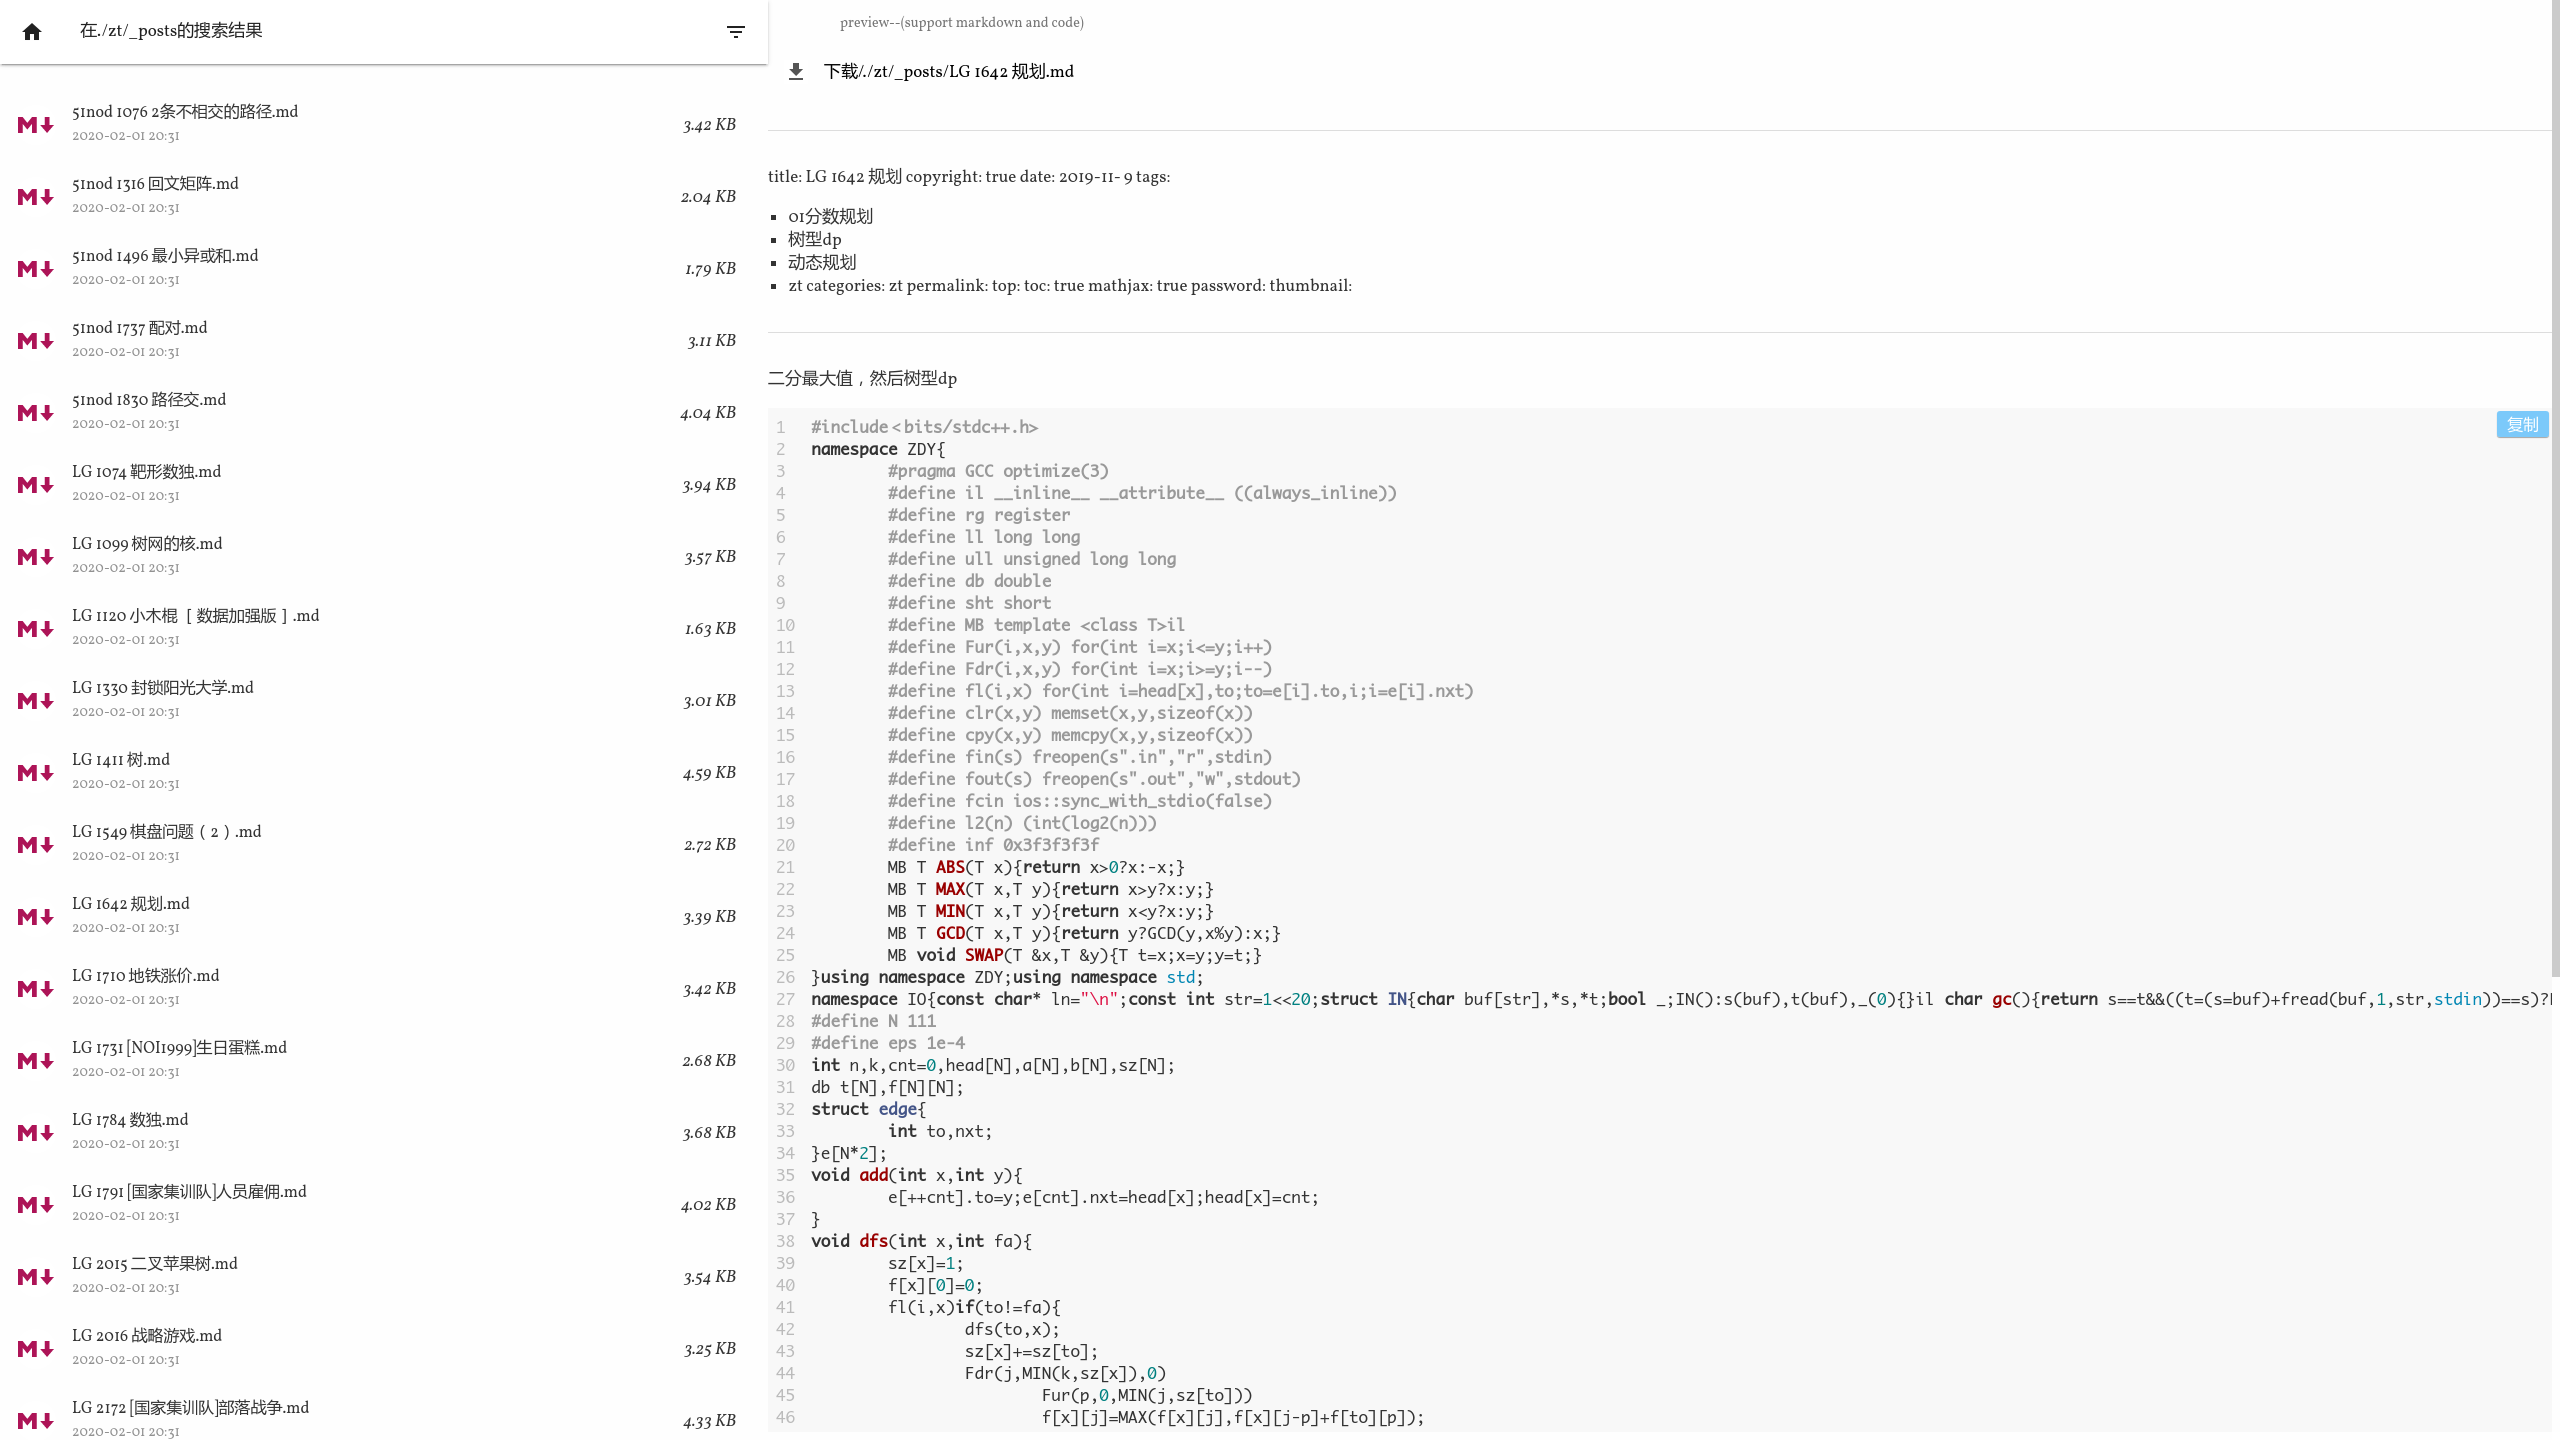 在./zt/_posts的搜索结果
51nod 1076 2条不相交的路径.md
2020-02-01 20:31
3.42 KB
51nod 1316 回文矩阵.md
2020-02-01 20:31
2.04 KB
51nod 1496 最小异或和.md
2020-02-01 20:31
1.79 KB
51nod 1737 配对.md
2020-02-01 20:31
3.11 KB
51nod 1830 路径交.md
2020-02-01 20:31
4.04 KB
LG 1074 靶形数独.md
2020-02-01 20:31
3.94 KB
LG 1099 树网的核.md
2020-02-01 20:31
3.57 KB
LG 1120 小木棍［数据加强版］.md
2020-02-01 20:31
1.63 KB
LG 1330 封锁阳光大学.md
2020-02-01 20:31
3.01 KB
LG 1411 树.md
2020-02-01 20:31
4.59 KB
LG 1549 棋盘问题（2）.md
2020-02-01 20:31
2.72 KB
LG 1642 规划.md
2020-02-01 20:31
3.39 KB
LG 1710 地铁涨价.md
2020-02-01 20:31
3.42 KB
LG 1731 [NOI1999]生日蛋糕.md
2020-02-01 20:31
2.68 KB
LG 1784 数独.md
2020-02-01 20:31
3.68 KB
LG 1791 [国家集训队]人员雇佣.md
2020-02-01 20:31
4.02 KB
LG 2015 二叉苹果树.md
2020-02-01 20:31
3.54 KB
LG 2016 战略游戏.md
2020-02-01 20:31
3.25 KB
LG 2172 [国家集训队]部落战争.md
2020-02-01 20:31
4.33 KB
preview--(support markdown and code)
下载/./zt/_posts/LG 1642 规划.md
title: LG 1642 规划 copyright: true date: 2019-11- 9 tags:
▪ 01分数规划
▪ 树型dp
▪ 动态规划
▪ zt categories: zt permalink: top: toc: true mathjax: true password: thumbnail:
二分最大值，然后树型dp
复制
1 #include<bits/stdc++.h>
2 namespace ZDY{
3 #pragma GCC optimize(3)
4 #define il __inline__ __attribute__ ((always_inline))
5 #define rg register
6 #define ll long long
7 #define ull unsigned long long
8 #define db double
9 #define sht short
10 #define MB template <class T>il
11 #define Fur(i,x,y) for(int i=x;i<=y;i++)
12 #define Fdr(i,x,y) for(int i=x;i>=y;i--)
13 #define fl(i,x) for(int i=head[x],to;to=e[i].to,i;i=e[i].nxt)
14 #define clr(x,y) memset(x,y,sizeof(x))
15 #define cpy(x,y) memcpy(x,y,sizeof(x))
16 #define fin(s) freopen(s".in","r",stdin)
17 #define fout(s) freopen(s".out","w",stdout)
18 #define fcin ios::sync_with_stdio(false)
19 #define l2(n) (int(log2(n)))
20 #define inf 0x3f3f3f3f
21 MB T ABS(T x){return x>0?x:-x;}
22 MB T MAX(T x,T y){return x>y?x:y;}
23 MB T MIN(T x,T y){return x<y?x:y;}
24 MB T GCD(T x,T y){return y?GCD(y,x%y):x;}
25 MB void SWAP(T &x,T &y){T t=x;x=y;y=t;}
26 }using namespace ZDY;using namespace std;
27 namespace IO{const char* ln="\n";const int str=1<<20;struct IN{char buf[str],*s,*t;bool _;IN():s(buf),t(buf),_(0){}il char gc(){return s==t&&((t=(s=buf)+fread(buf,1,str,stdin))==s)?
28 #define N 111
29 #define eps 1e-4
30 int n,k,cnt=0,head[N],a[N],b[N],sz[N];
31 db t[N],f[N][N];
32 struct edge{
33 int to,nxt;
34 }e[N*2];
35 void add(int x,int y){
36 e[++cnt].to=y;e[cnt].nxt=head[x];head[x]=cnt;
37 }
38 void dfs(int x,int fa){
39 sz[x]=1;
40 f[x][0]=0;
41 fl(i,x)if(to!=fa){
42 dfs(to,x);
43 sz[x]+=sz[to];
44 Fdr(j,MIN(k,sz[x]),0)
45 Fur(p,0,MIN(j,sz[to]))
46 f[x][j]=MAX(f[x][j],f[x][j-p]+f[to][p]);